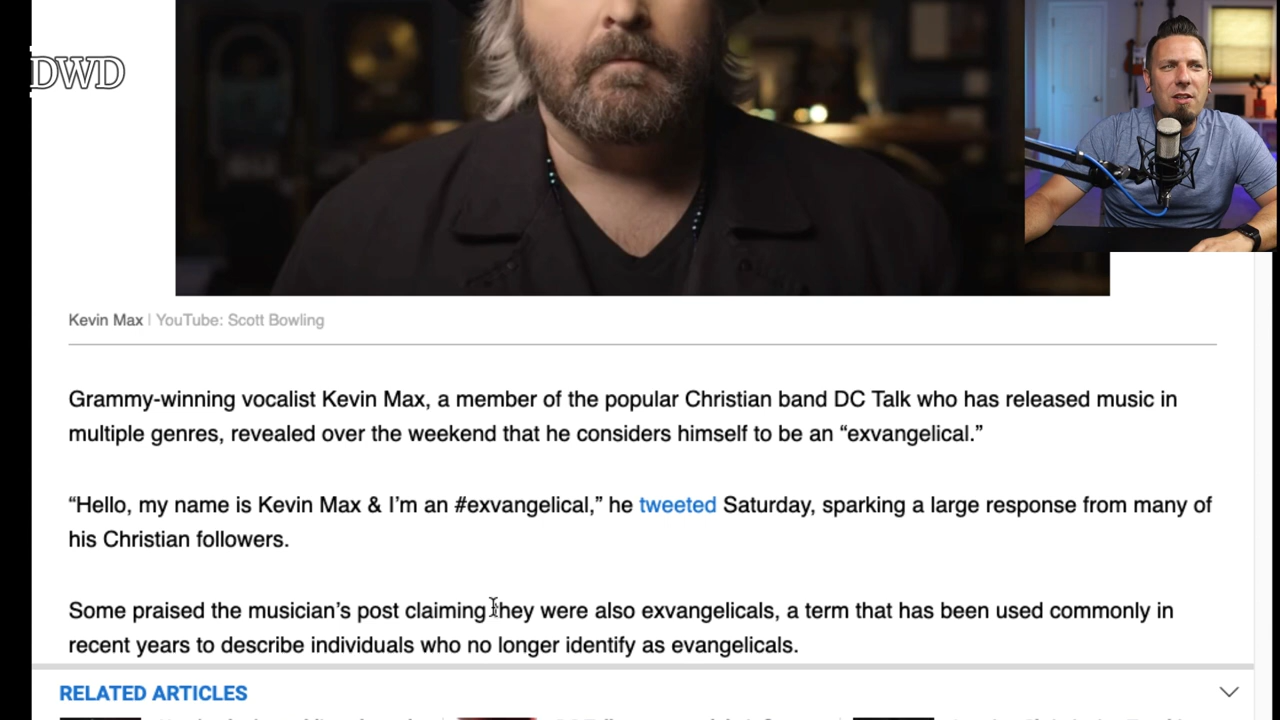 DWD
Kevin Max | YouTube: Scott Bowling
Grammy-winning vocalist Kevin Max, a member of the popular Christian band DC Talk who has released music in
multiple genres, revealed over the weekend that he considers himself to be an “exvangelical.”
“Hello, my name is Kevin Max & I’m an #exvangelical,” he tweeted Saturday, sparking a large response from many of
his Christian followers.
Some praised the musician’s post claiming they were also exvangelicals, a term that has been used commonly in
recent years to describe individuals who no longer identify as evangelicals.
RELATED ARTICLES